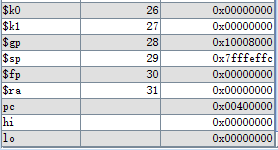 $k0 26 0x00000000
$k1 27 0x00000000
$gp 28 0x10008000
$sp 29 0x7fffeffc
$fp 30 0x00000000
$ra 31 0x00000000
pc 0x00400000
hi 0x00000000
lo 0x00000000